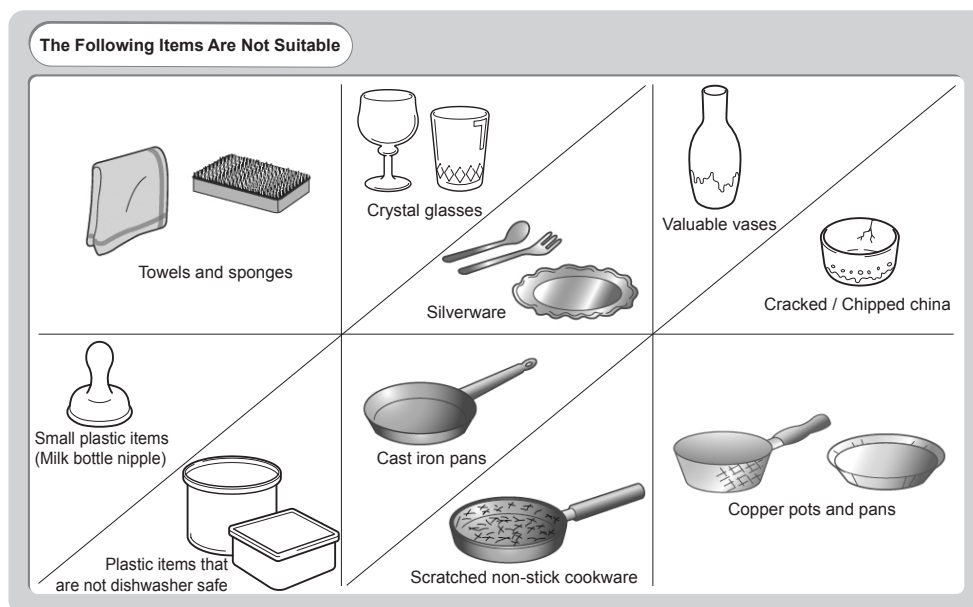 The Following Items Are Not Suitable
Towels and sponges
Crystal glasses
Silverware
Valuable vases
Cracked / Chipped china
Small plastic items
(Milk bottle nipple)
Plastic items that
are not dishwasher safe
Cast iron pans
Scratched non-stick cookware
Copper pots and pans